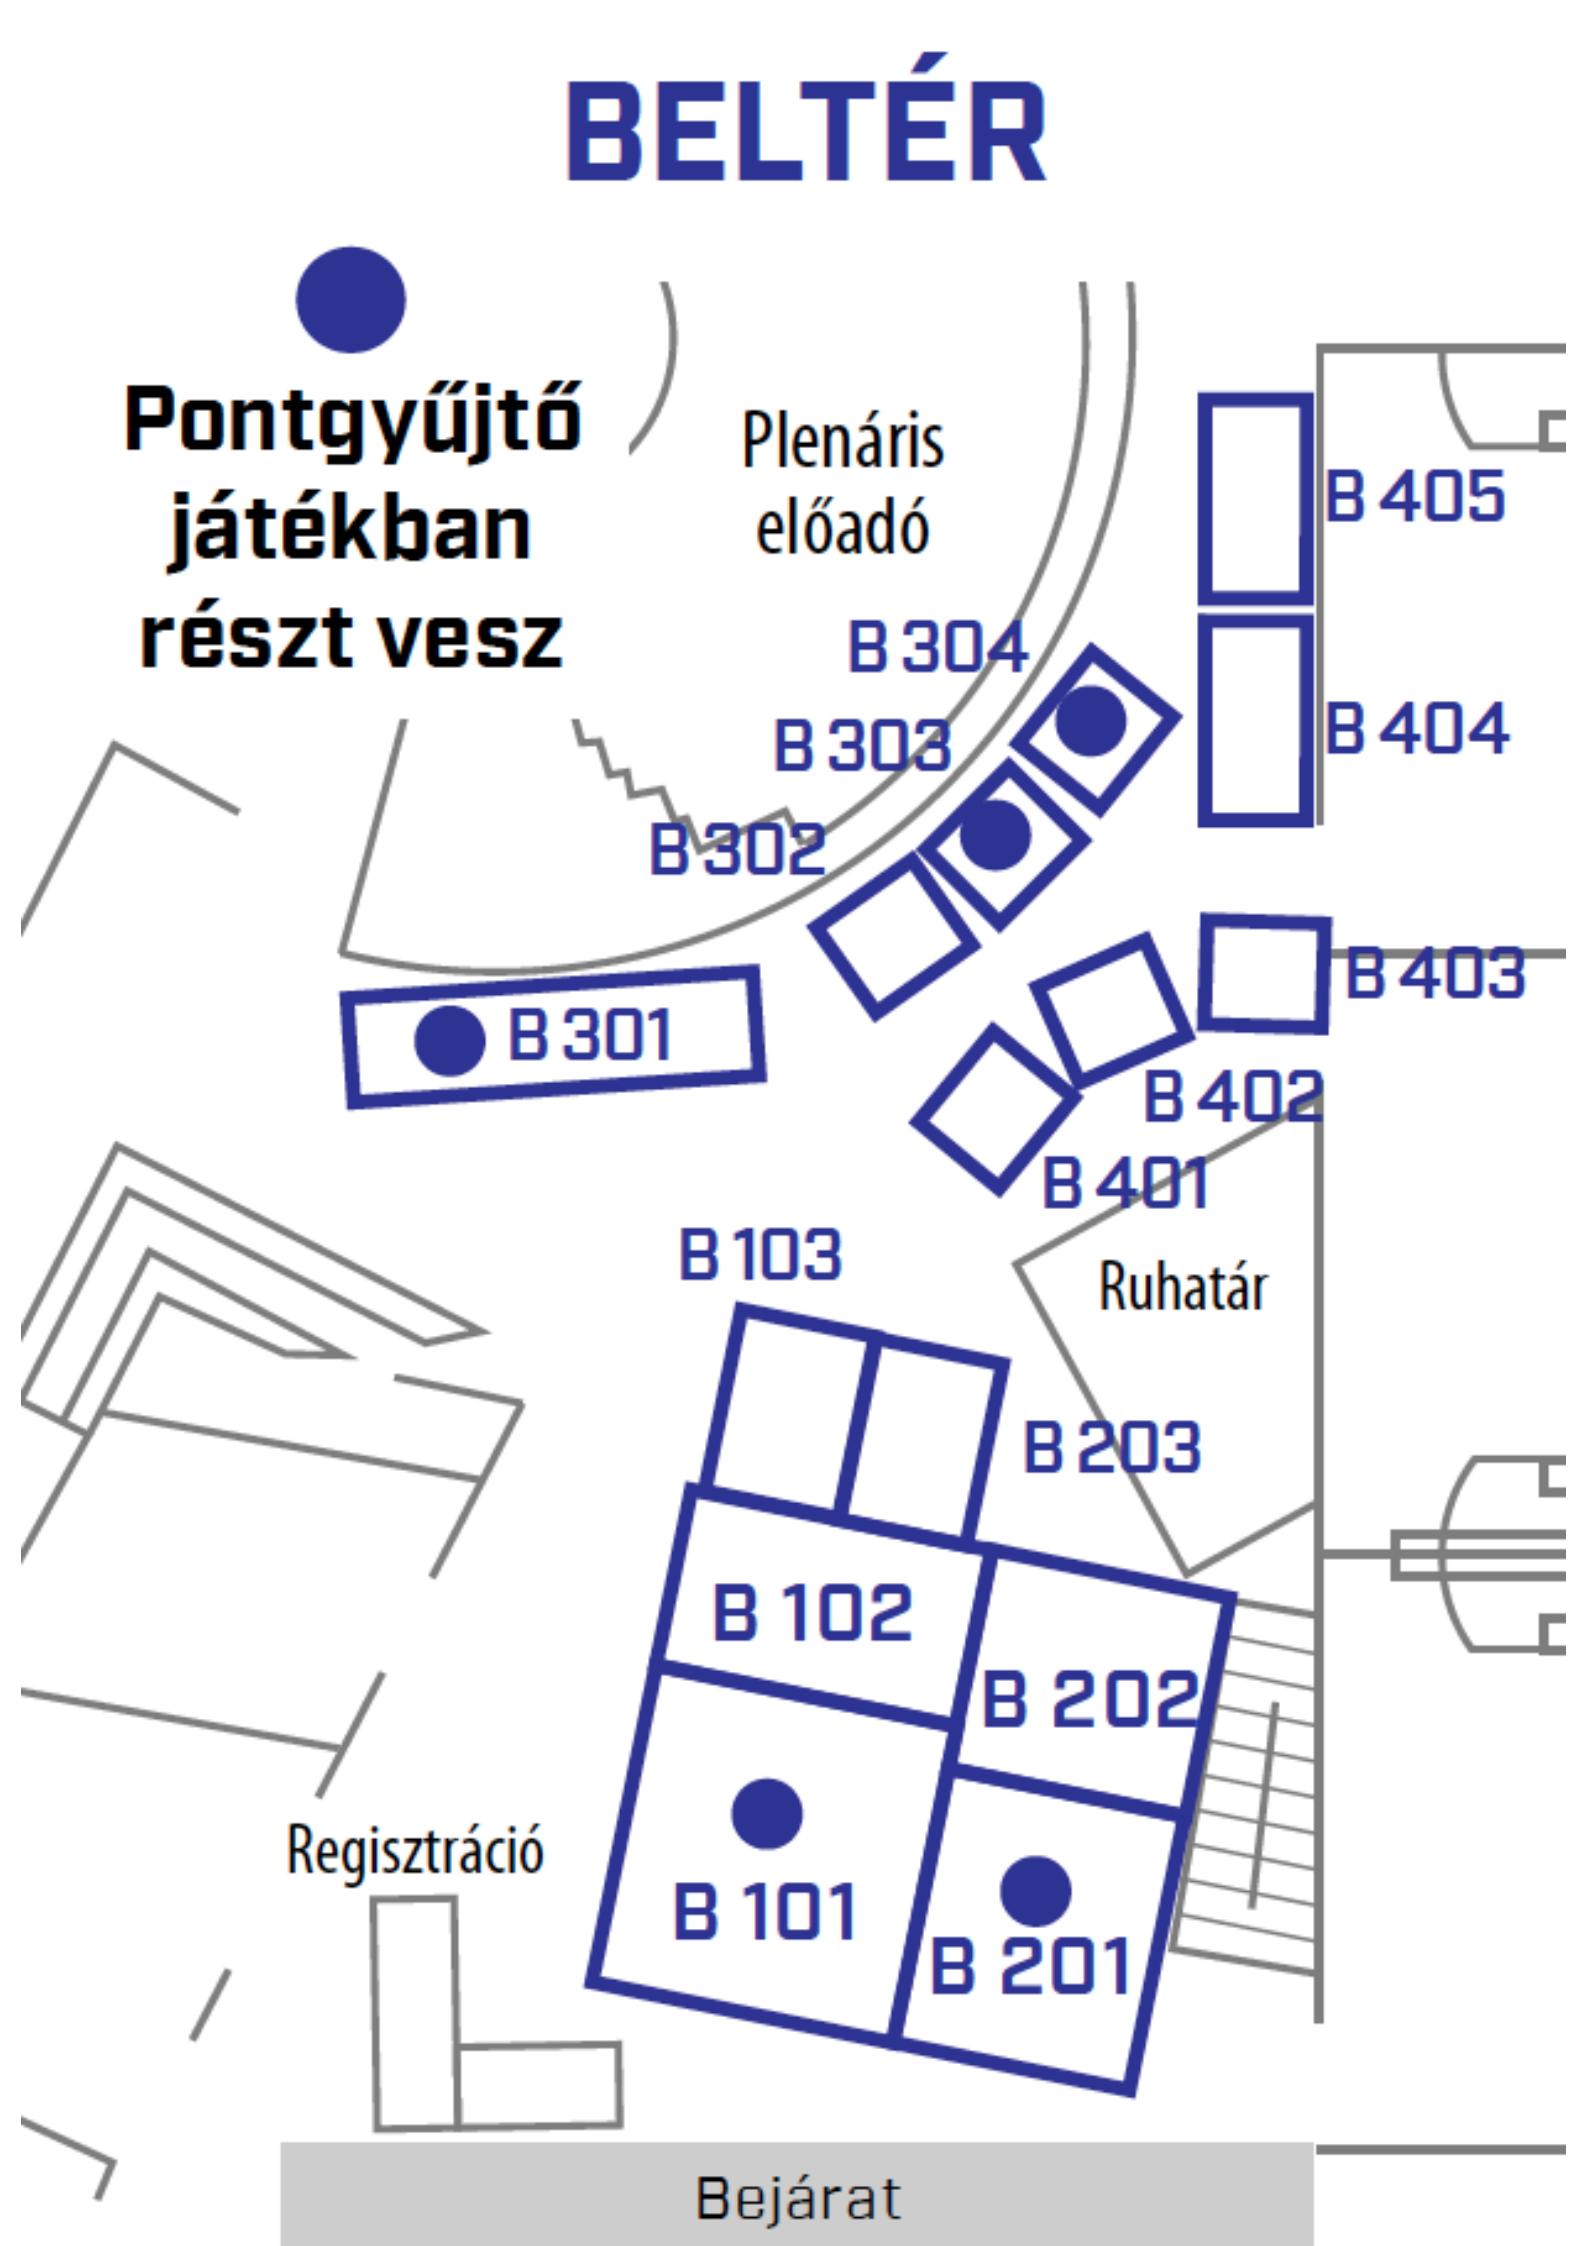 BELTÉR
Pontgyűjtő
játékban
részt vesz
Plenáris
előadó
B 405
B 304
B 404
B 303
B 302
B 403
B 301
B 402
B 401
B 103
Ruhatár
B 203
B 102
B 202
Regisztráció
B 101
B 201
Bejárat